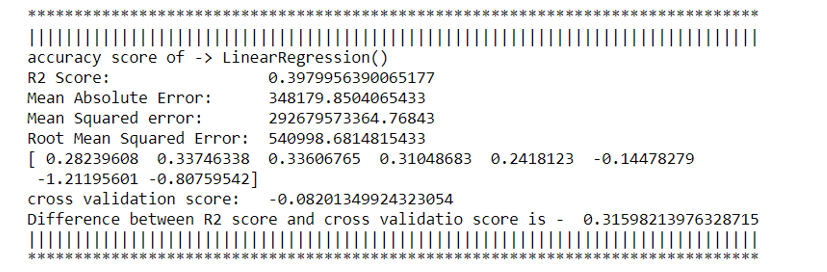 *******************************************************************************
|||||||||||||||||||||||||||||||||||||||||||||||||||||||||||||||||||||||||||||||
accuracy score of -> LinearRegression()
R2 Score: 0.3979956390065177
Mean Absolute Error: 348179.8504065433
Mean Squared error: 292679573364.76843
Root Mean Squared Error: 540998.6814815433
[ 0.28239608 0.33746338 0.33606765 0.31048683 0.2418123 -0.14478279
-1.21195601 -0.80759542]
cross validation score: -0.08201349924323054
Difference between R2 score and cross validatio score is - 0.31598213976328715
|||||||||||||||||||||||||||||||||||||||||||||||||||||||||||||||||||||||||||||||
*******************************************************************************